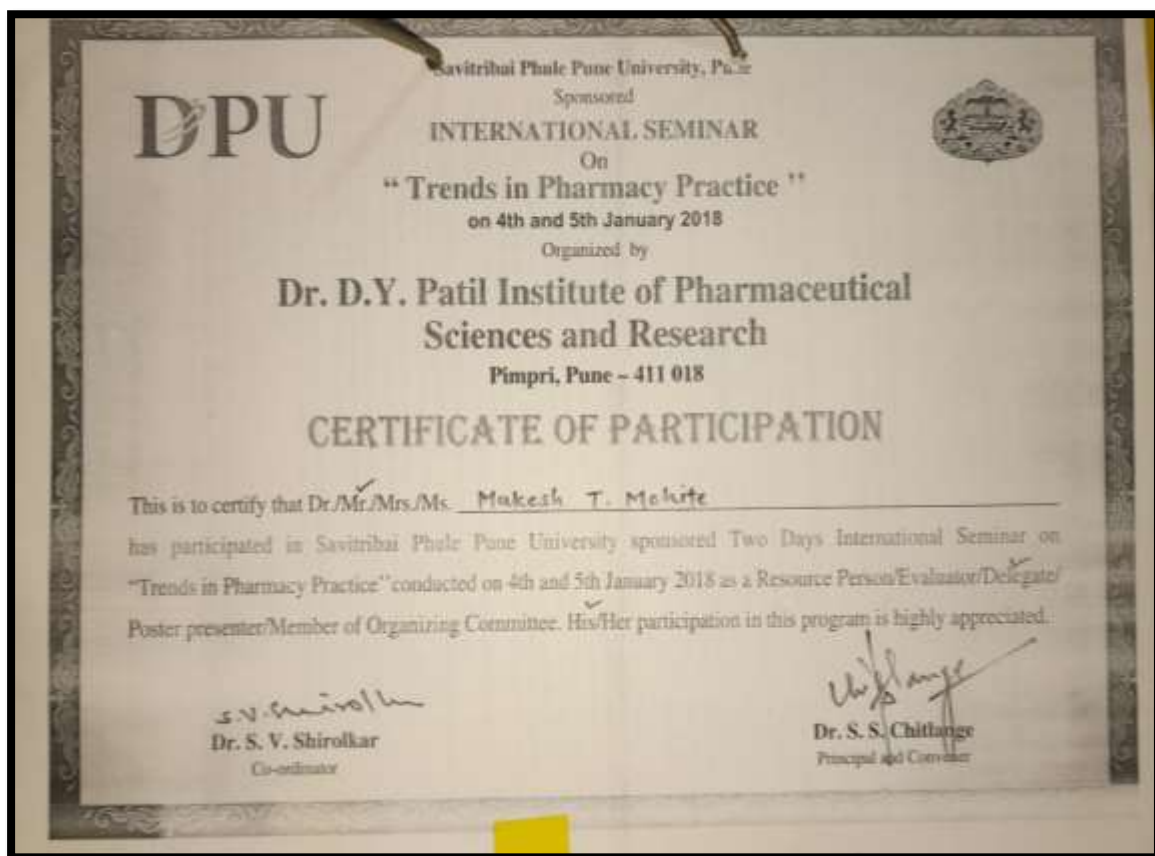 Savitribai Phule Pune University, Pune
DPU
Sponsored
INTERNATIONAL SEMINAR
On
“ Trends in Pharmacy Practice ”
on 4th and 5th January 2018
Organized by
Dr. D.Y. Patil Institute of Pharmaceutical
Sciences and Research
Pimpri, Pune – 411 018
CERTIFICATE OF PARTICIPATION
This is to certify that Dr./Mr./Mrs./Ms. Makesh T. Mohite
has participated in Savitribai Phule Pune University sponsored Two Days International Seminar on
“Trends in Pharmacy Practice” conducted on 4th and 5th January 2018 as a Resource Person/Evaluator/Delegate/
Poster presenter/Member of Organizing Committee. His/Her participation in this program is highly appreciated.
S.V. Shirolkar
Dr. S. V. Shirolkar
Co-ordinator
Chitlange
Dr. S. S. Chitlange
Principal and Convener